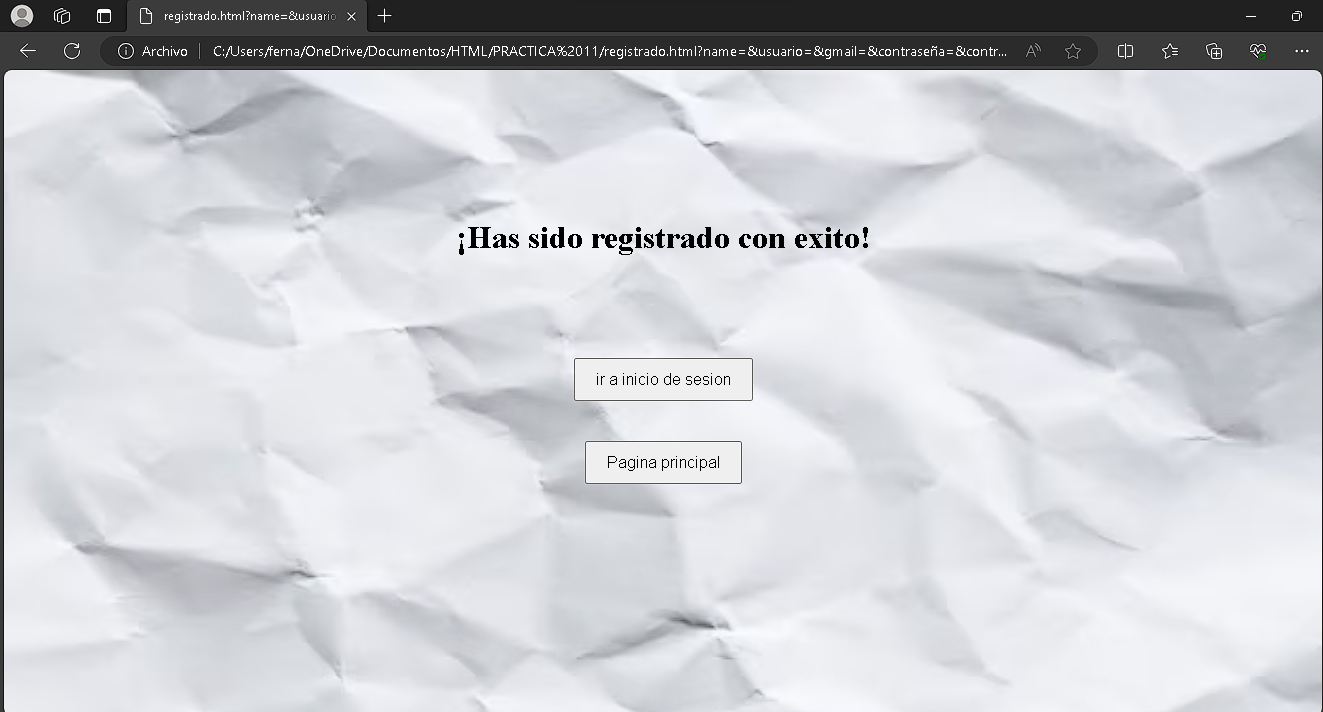 registrado.html?name=&usuario
Archivo
C:/Users/ferna/OneDrive/Documentos/HTML/PRACTICA%2011/registrado.html?name=&usuario=&gmail=&contraseña=&contr...
¡Has sido registrado con exito!
ir a inicio de sesion
Pagina principal